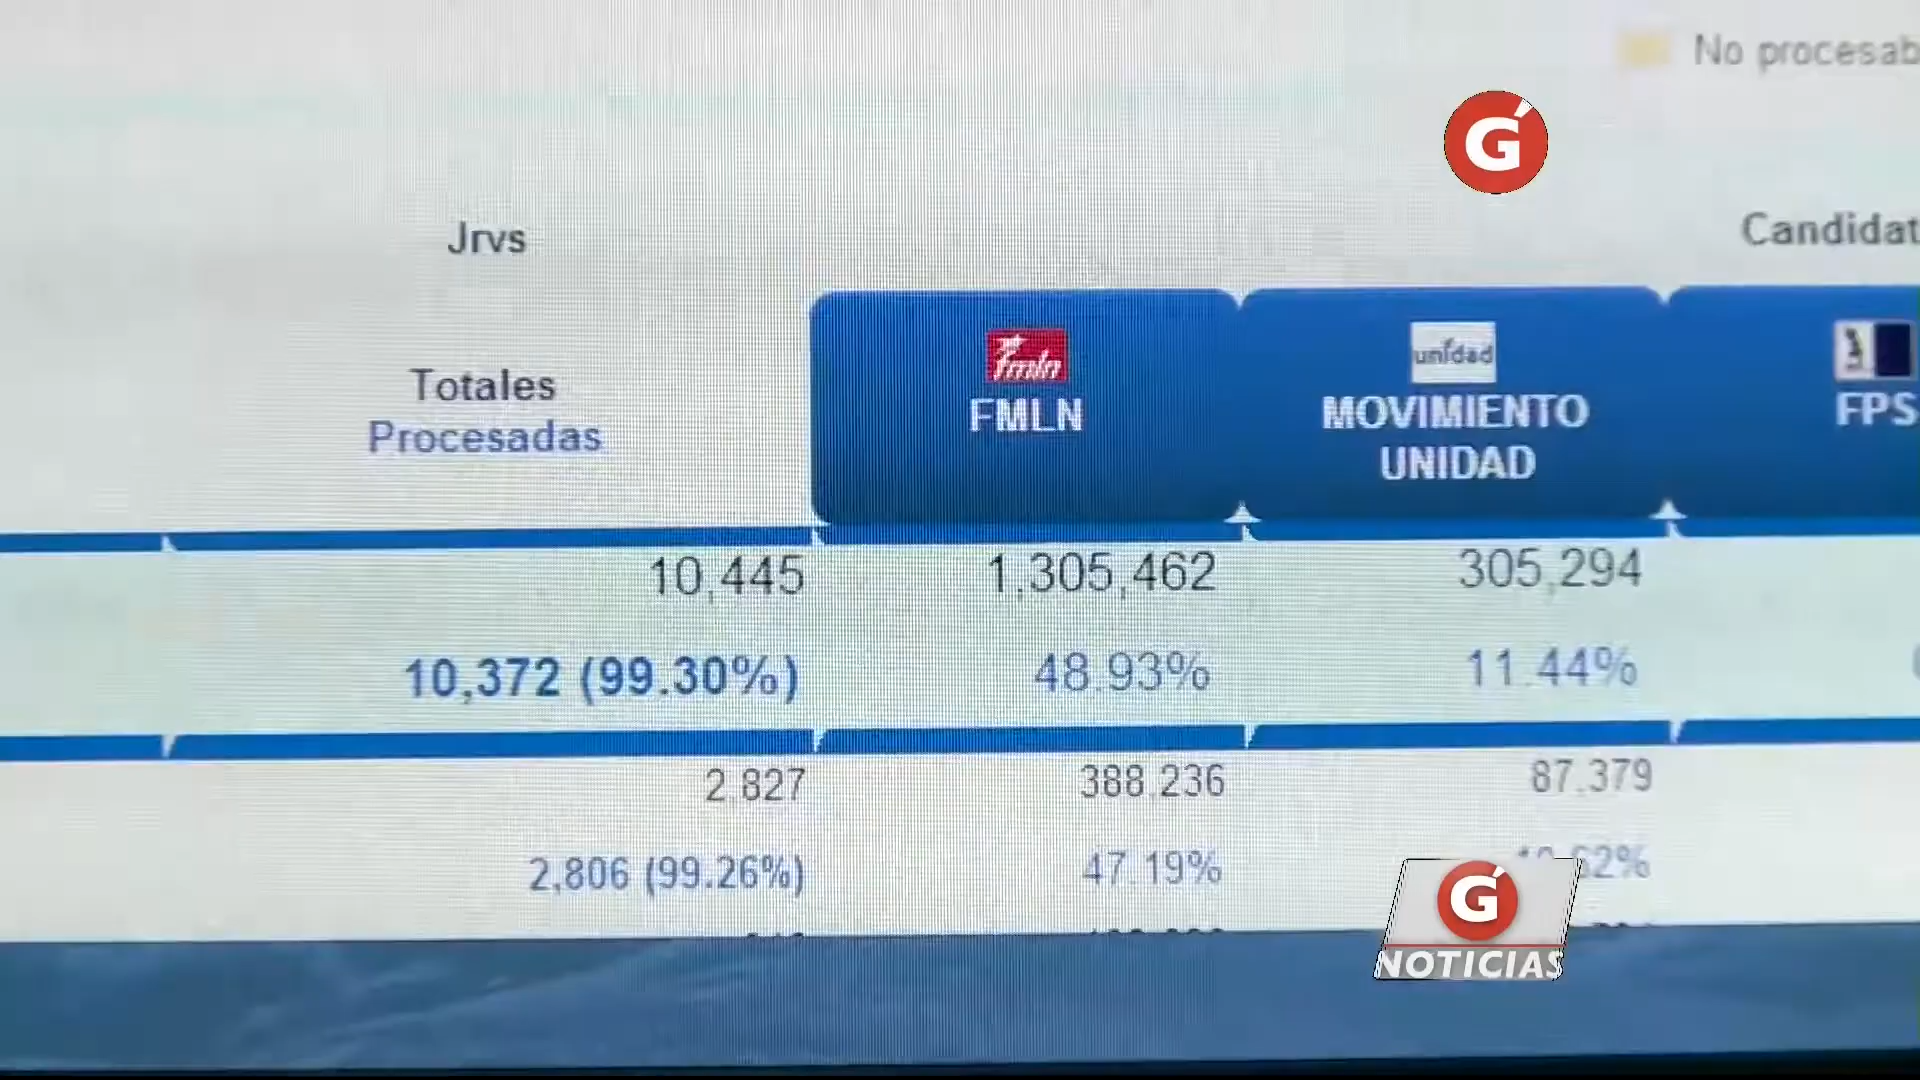 No procesab
G
Jrvs
Candidat
Totales
Procesadas
fmln
FMLN
unidad
MOVIMIENTO
UNIDAD
FPS
10,445
1,305,462
305,294
10,372 (99.30%)
48.93%
11.44%
2,827
388,236
87,379
2,806 (99.26%)
47.19%
62%
G
NOTICIAS